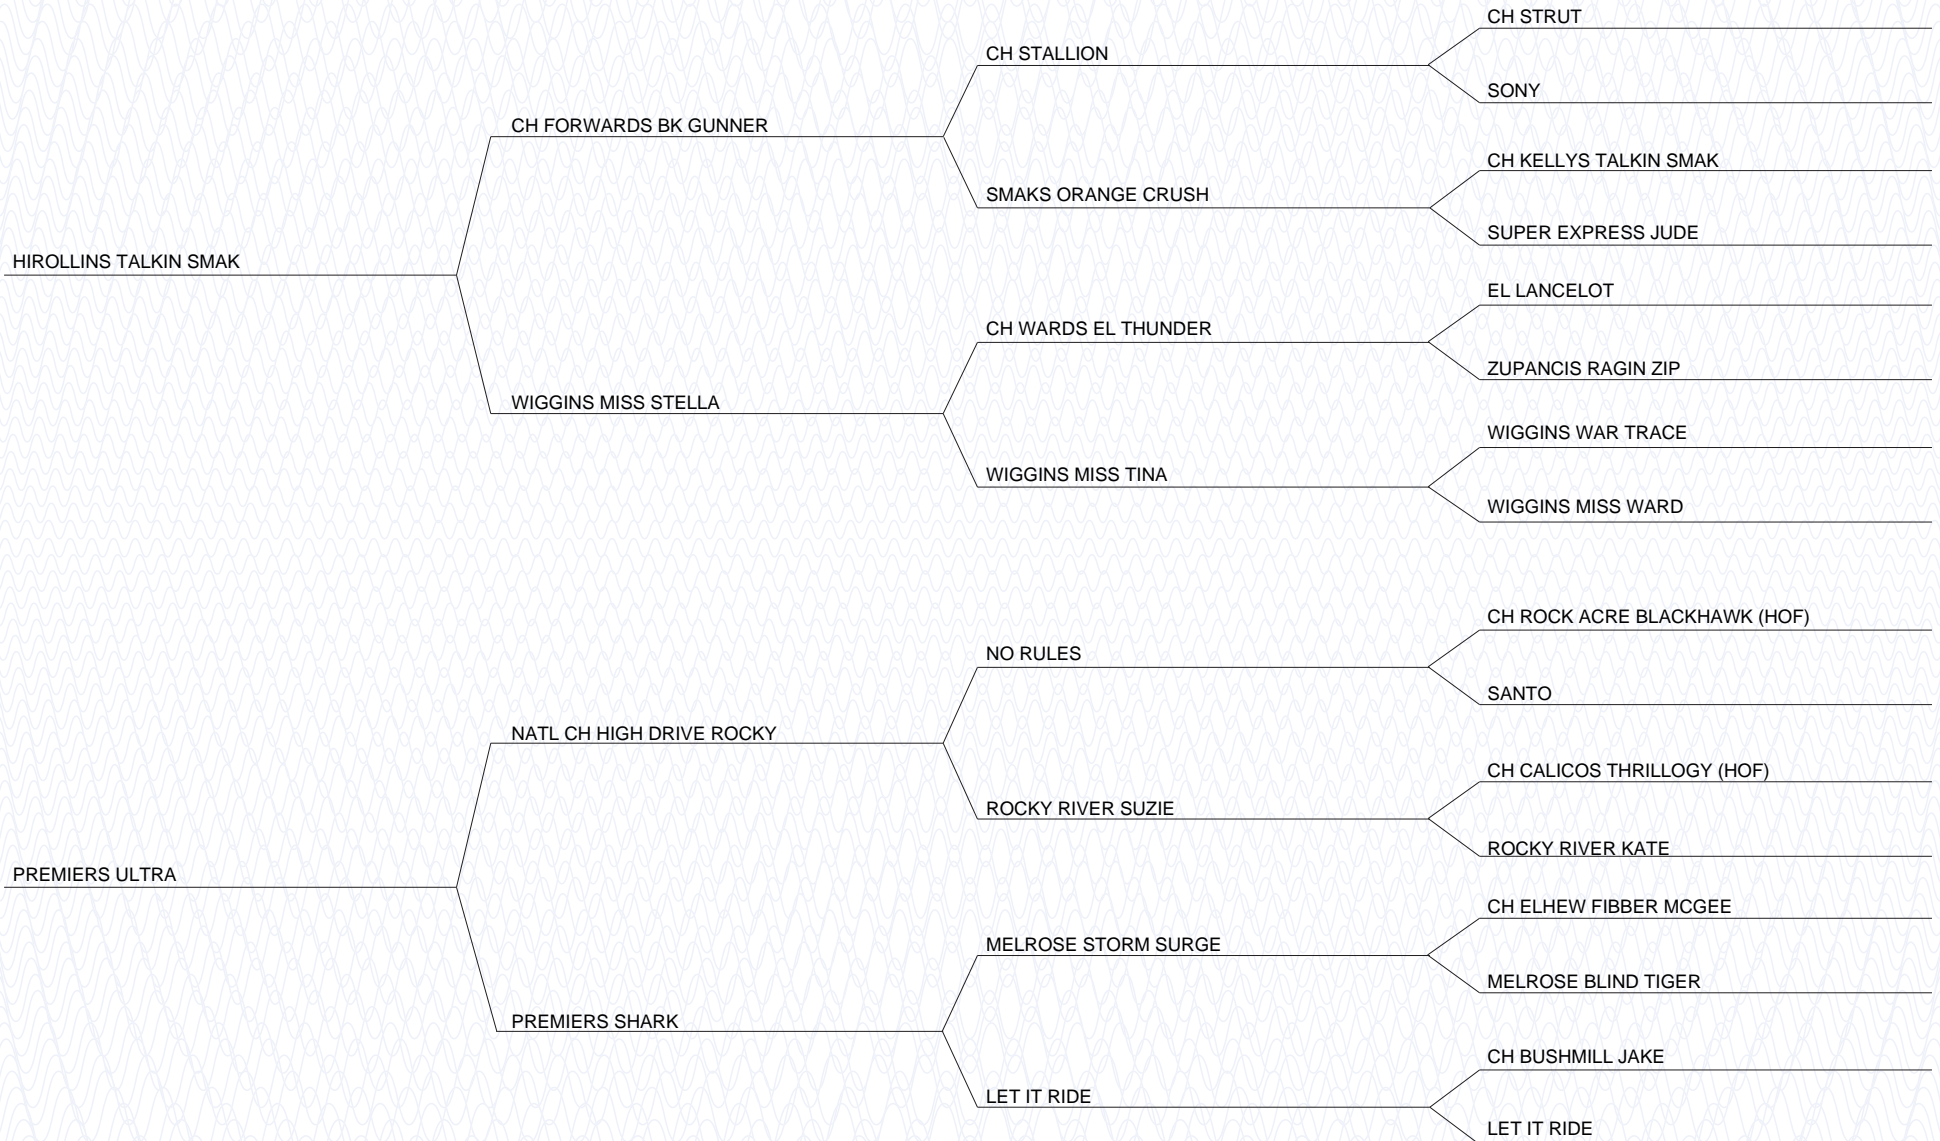 CH STRUT
CH STALLION
SONY
CH FORWARDS BK GUNNER
CH KELLYS TALKIN SMAK
SMAKS ORANGE CRUSH
SUPER EXPRESS JUDE
HIROLLINS TALKIN SMAK
EL LANCELOT
CH WARDS EL THUNDER
ZUPANCIS RAGIN ZIP
WIGGINS MISS STELLA
WIGGINS WAR TRACE
WIGGINS MISS TINA
WIGGINS MISS WARD
CH ROCK ACRE BLACKHAWK (HOF)
NO RULES
SANTO
NATL CH HIGH DRIVE ROCKY
CH CALICOS THRILLOGY (HOF)
ROCKY RIVER SUZIE
ROCKY RIVER KATE
PREMIERS ULTRA
CH ELHEW FIBBER MCGEE
MELROSE STORM SURGE
MELROSE BLIND TIGER
PREMIERS SHARK
CH BUSHMILL JAKE
LET IT RIDE
LET IT RIDE